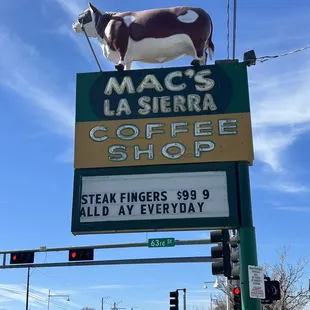 MAC'S
LA SIERRA
COFFEE
SHOP
STEAK FINGERS $99 9
ALLD AY EVERYDAY
63RD ST